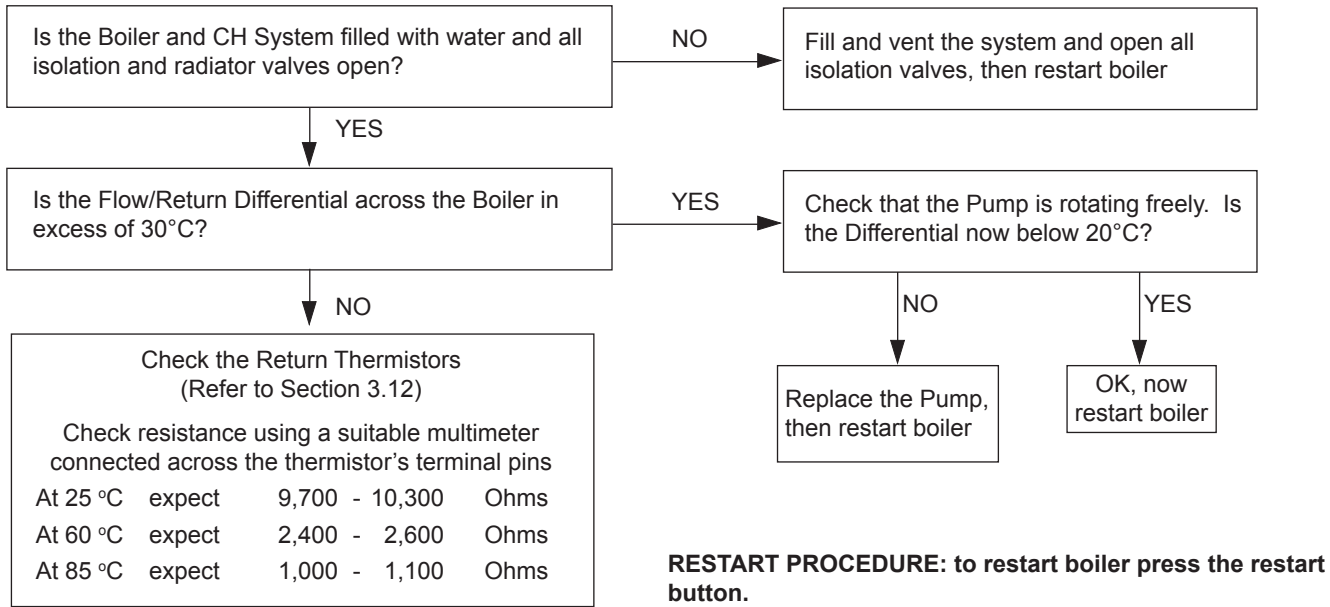 Is the Boiler and CH System filled with water and all
isolation and radiator valves open?
NO
Fill and vent the system and open all
isolation valves, then restart boiler
YES
Is the Flow/Return Differential across the Boiler in
excess of 30°C?
YES
Check that the Pump is rotating freely.  Is
the Differential now below 20°C?
NO
NO
YES
Check the Return Thermistors
(Refer to Section 3.12)
Check resistance using a suitable multimeter
connected across the thermistor's terminal pins
At 25 °C expect 9,700 - 10,300 Ohms
At 60 °C expect 2,400 - 2,600 Ohms
At 85 °C expect 1,000 - 1,100 Ohms
Replace the Pump,
then restart boiler
OK, now
restart boiler
RESTART PROCEDURE: to restart boiler press the restart
button.